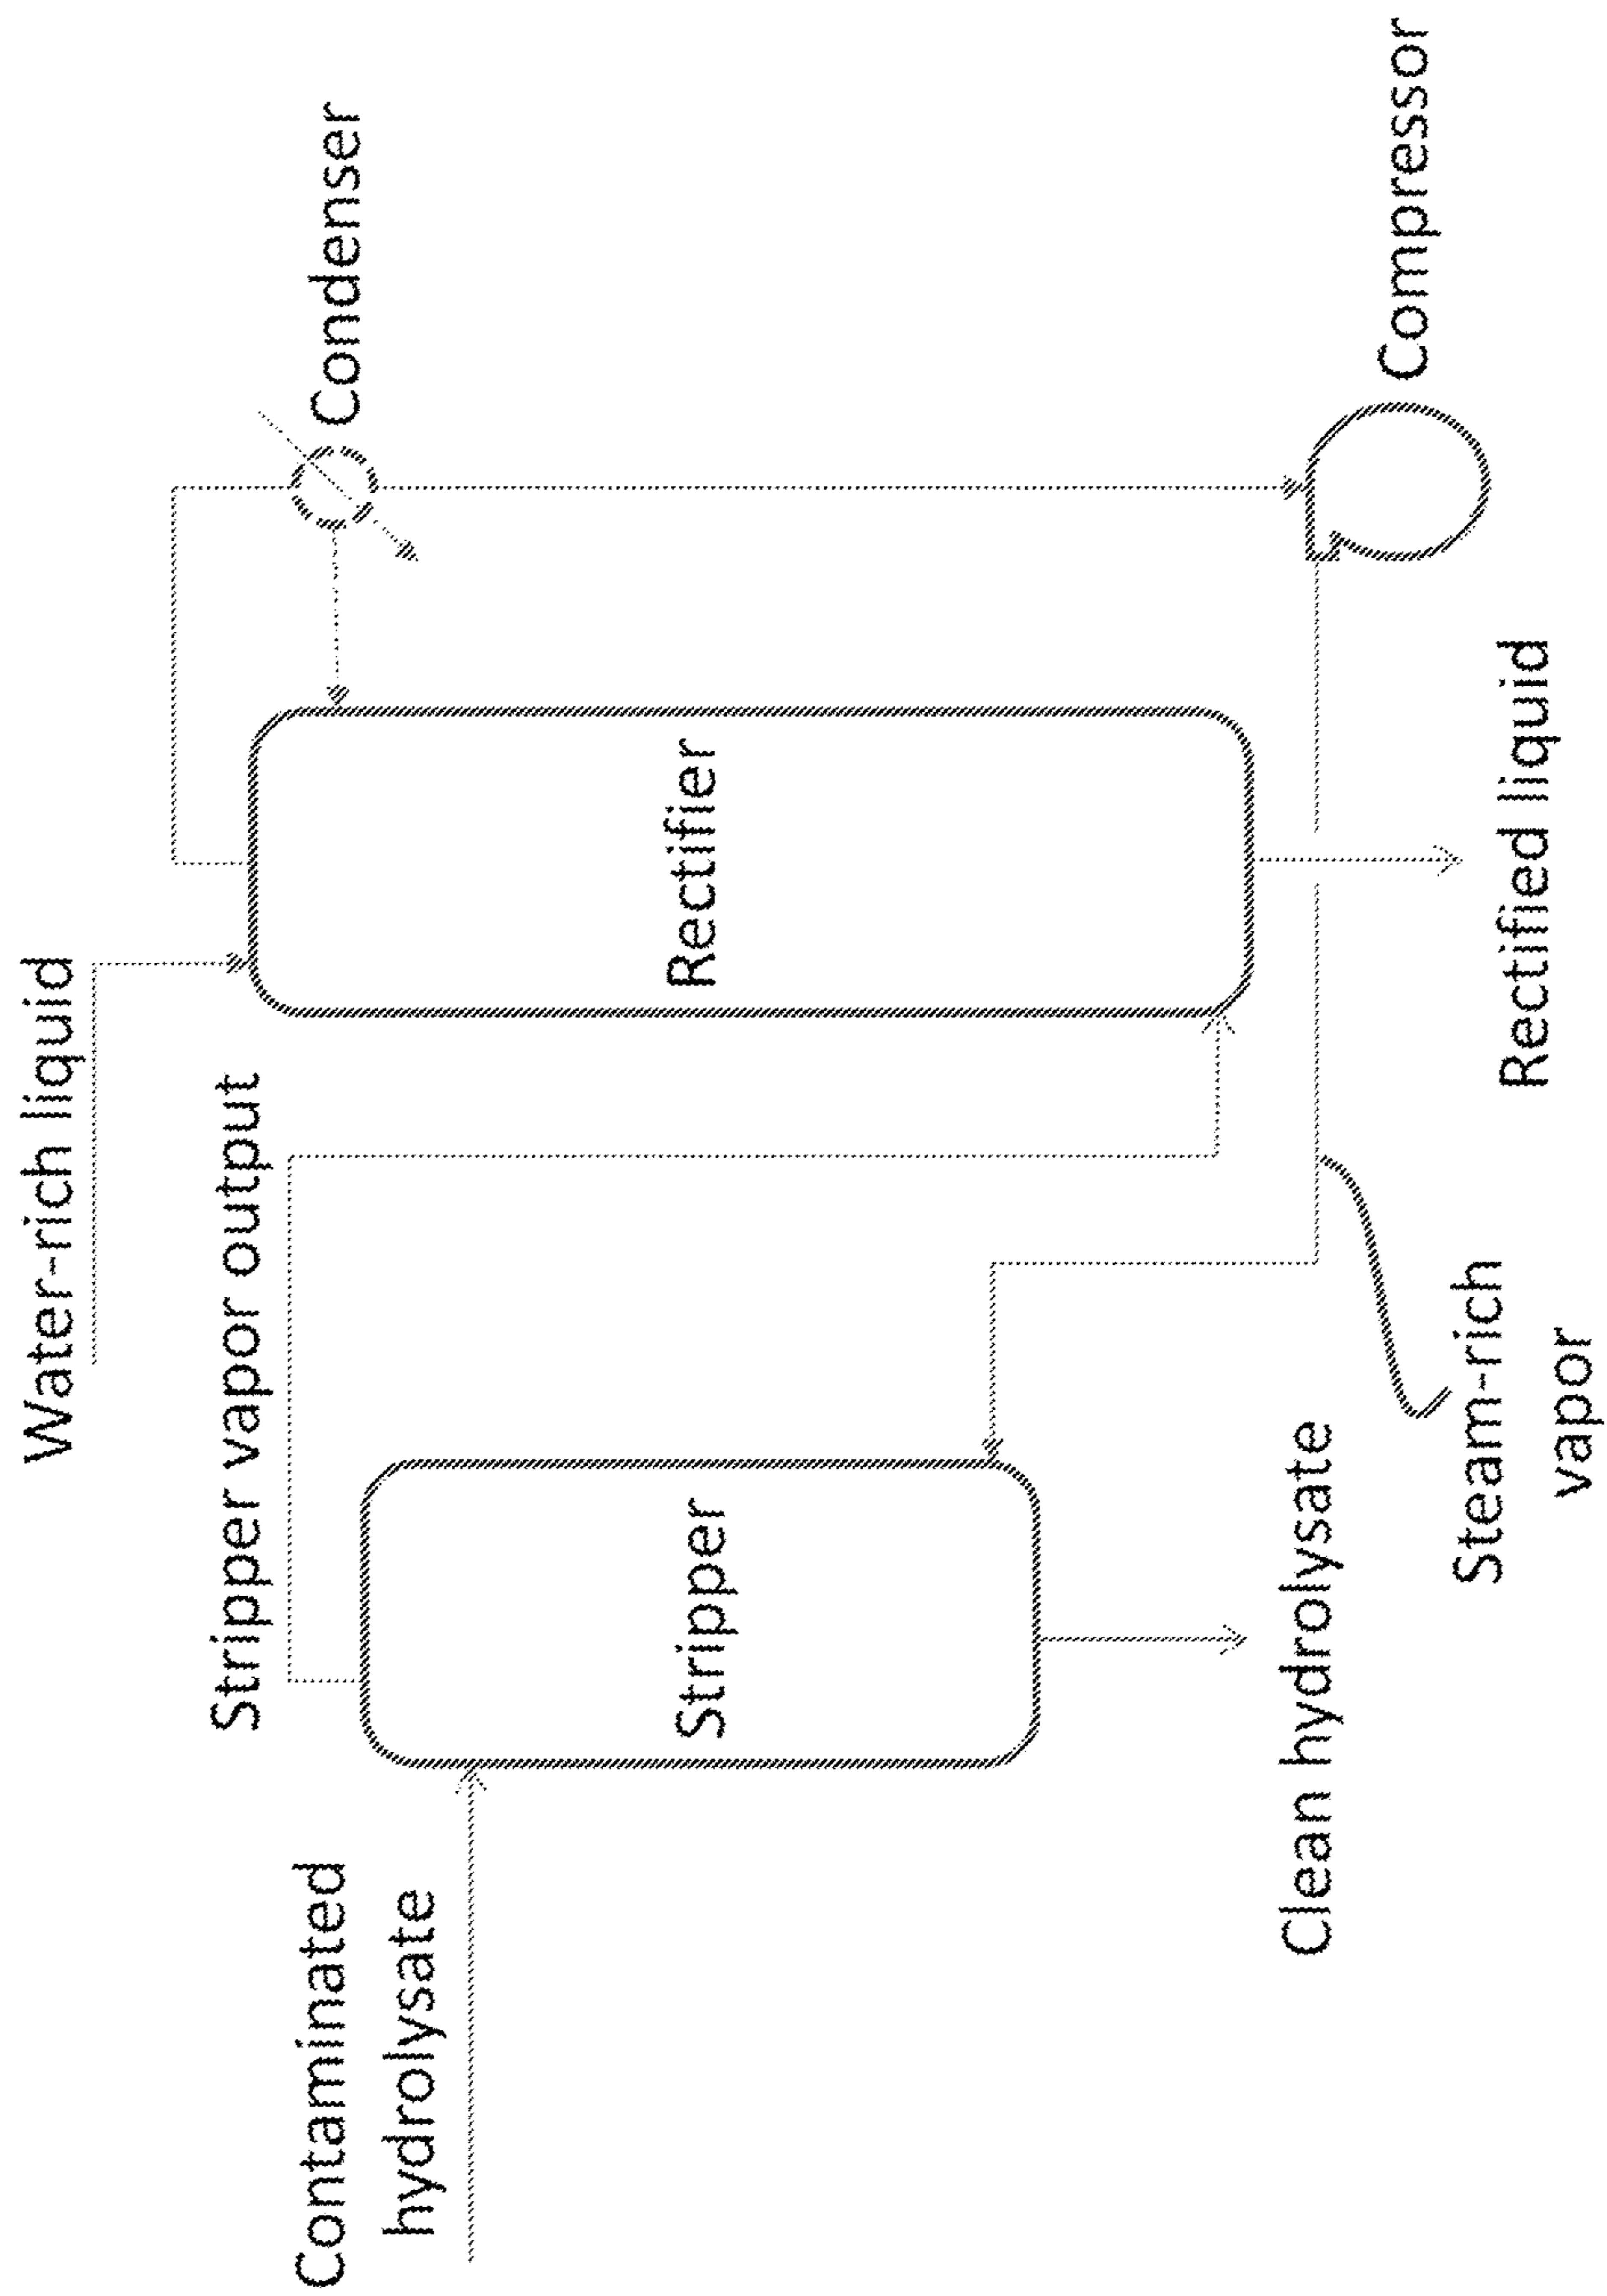 Water-rich liquid
Stripper vapor output
Condenser
Contaminated
hydrolysate
Stripper
Rectifier
Clean hydrolysate
Compressor
Steam-rich
vapor
Rectified liquid